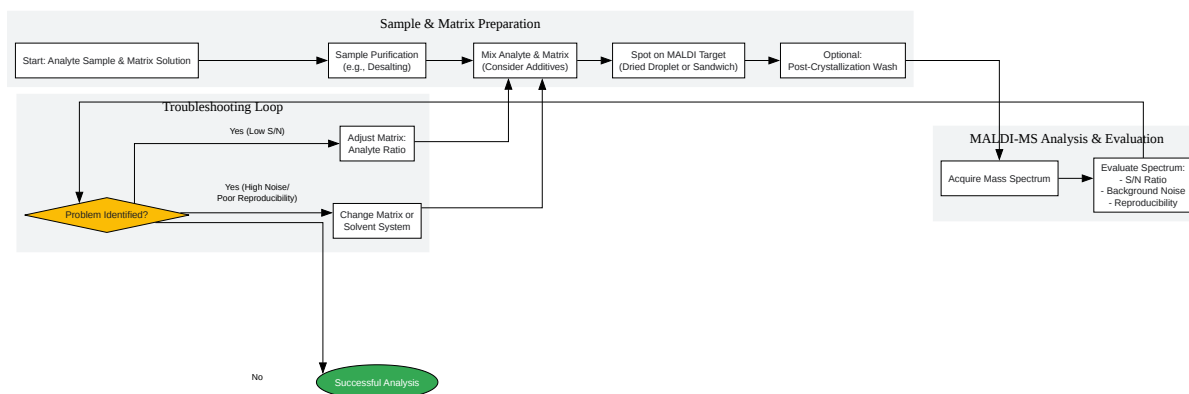 Sample & Matrix Preparation
Start: Analyte Sample & Matrix Solution
Sample Purification
(e.g., Desalting)
Mix Analyte & Matrix
(Consider Additives)
Spot on MALDI Target
(Dried Droplet or Sandwich)
Optional:
Post-Crystallization Wash
Troubleshooting Loop
Yes (Low S/N)
Adjust Matrix:
Analyte Ratio
Yes (High Noise/
Poor Reproducibility)
Problem Identified?
Change Matrix or
Solvent System
MALDI-MS Analysis & Evaluation
Acquire Mass Spectrum
Evaluate Spectrum:
- S/N Ratio
- Background Noise
- Reproducibility
No
Successful Analysis